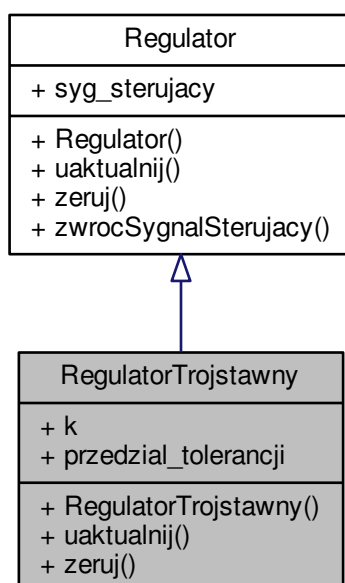 Regulator
+ syg_sterujacy
+ Regulator()
+ uaktualnij()
+ zeruj()
+ zwrocSygnalSterujacy()
RegulatorTrojstawny
+ k
+ przedzial_tolerancji
+ RegulatorTrojstawny()
+ uaktualnij()
+ zeruj()